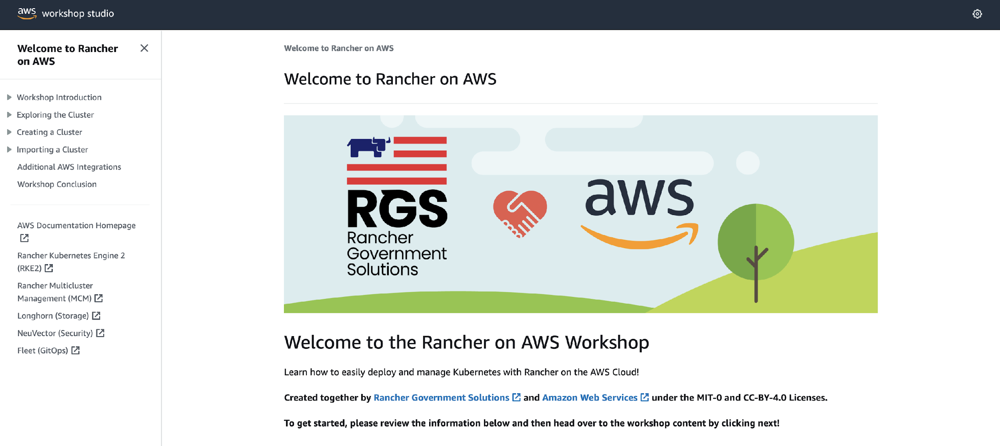 aws workshop studio
Welcome to Rancher
on AWS
Workshop Introduction
Exploring the Cluster
Creating a Cluster
Importing a Cluster
Additional AWS Integrations
Workshop Conclusion
AWS Documentation Homepage
Rancher Kubernetes Engine 2
(RKE2)
Rancher Multicluster
Management (MCM)
Longhorn (Storage)
NeuVector (Security)
Fleet (GitOps)
Welcome to Rancher on AWS
Welcome to Rancher on AWS
RGS
Rancher
Government
Solutions
aws
Welcome to the Rancher on AWS Workshop
Learn how to easily deploy and manage Kubernetes with Rancher on the AWS Cloud!
Created together by Rancher Government Solutions and Amazon Web Services under the MIT-0 and CC-BY-4.0 Licenses.
To get started, please review the information below and then head over to the workshop content by clicking next!